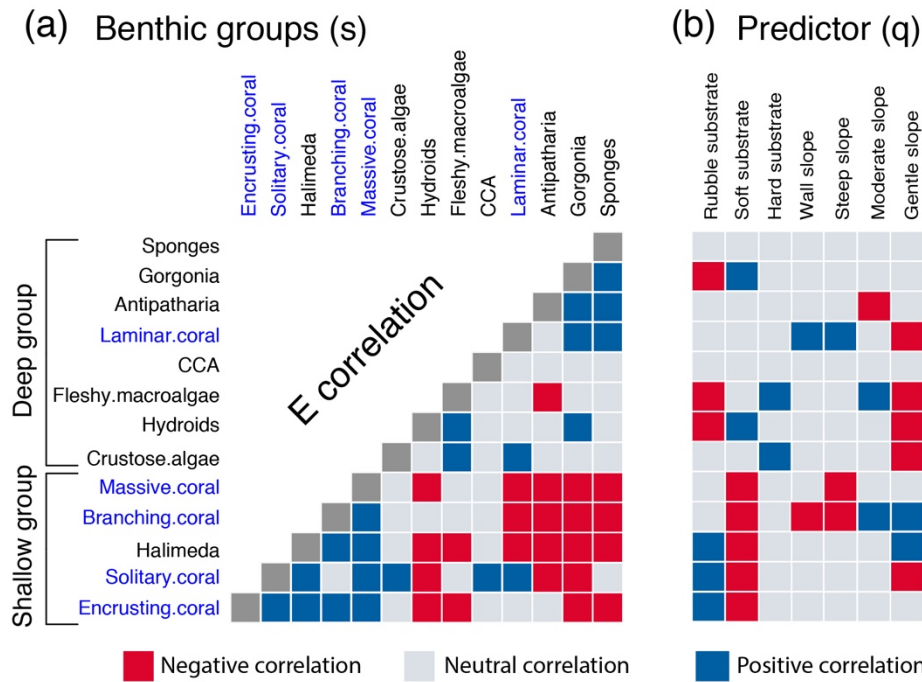 (a) Benthic groups (s)
(b) Predictor (q)
Encrusting.coral
Solitary.coral
Halimeda
Branching.coral
Massive.coral
Crustose.algae
Hydroids
Fleshy.macroalgae
CCA
Laminar.coral
Antipatharia
Gorgonia
Sponges
Rubble substrate
Soft substrate
Hard substrate
Wall slope
Steep slope
Moderate slope
Gentle slope
Deep group
Sponges
Gorgonia
Antipatharia
Laminar.coral
CCA
Fleshy.macroalgae
Hydroids
Crustose.algae
Shallow group
Massive.coral
Branching.coral
Halimeda
Solitary.coral
Encrusting.coral
E correlation
Negative correlation
Neutral correlation
Positive correlation